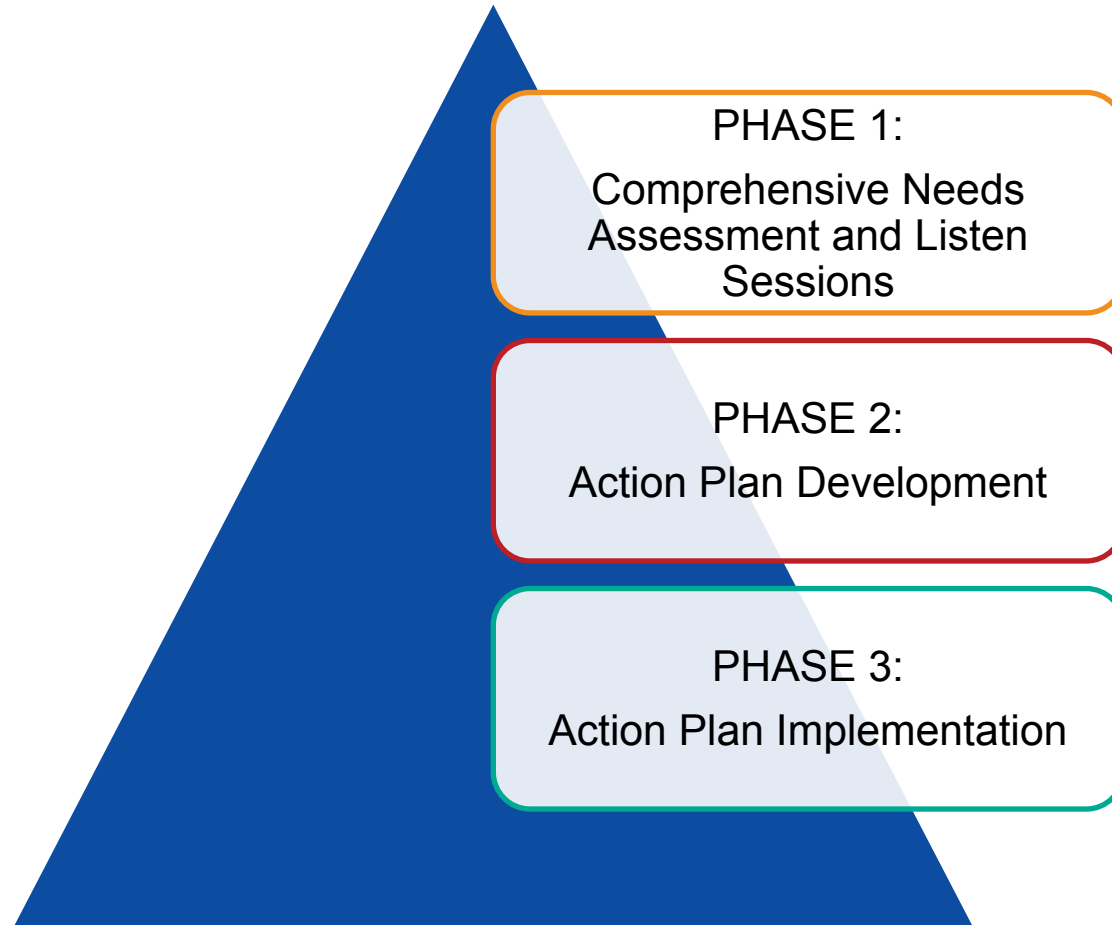 PHASE 1:
Comprehensive Needs
Assessment and Listen
Sessions
PHASE 2:
Action Plan Development
PHASE 3:
Action Plan Implementation